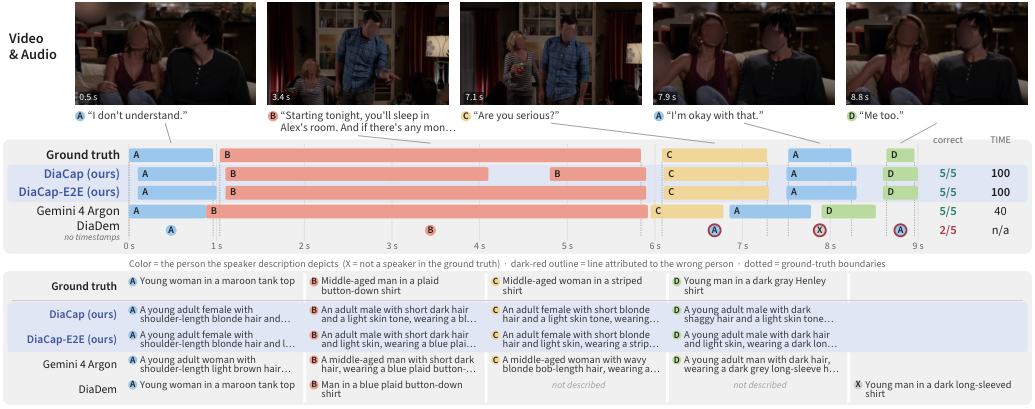 Video
& Audio
0.5 s
3.4 s
7.1 s
7.9 s
8.8 s
A "I don't understand."
B "Starting tonight, you'll sleep in
Alex's room. And if there's any mon…
C "Are you serious?"
A "I'm okay with that."
D "Me too."
correct TIME
Ground truth A B C A D
DiaCap (ours) A B B C A D 5/5 100
DiaCap-E2E (ours) A B C A D 5/5 100
Gemini 4 Argon A B C A D 5/5 40
DiaDem A B A X A 2/5 n/a
no timestamps
0 s 1 s 2 s 3 s 4 s 5 s 6 s 7 s 8 s 9 s
Color = the person the speaker description depicts (X = not a speaker in the ground truth) · dark-red outline = line attributed to the wrong person · dotted = ground-truth boundaries
Ground truth
A Young woman in a maroon tank top
B Middle-aged man in a plaid
button-down shirt
C Middle-aged woman in a striped
shirt
D Young man in a dark gray Henley
shirt
DiaCap (ours)
A A young adult female with
shoulder-length blonde hair and…
B An adult male with short dark hair
and a light skin tone, wearing a bl…
C An adult female with short blonde
hair and a light skin tone, wearing…
D A young adult male with dark
shaggy hair and a light skin tone…
DiaCap-E2E (ours)
A A young adult female with
shoulder-length blonde hair and l…
B An adult male with short dark hair
and light skin, wearing a blue plai…
C An adult female with short blonde
hair and light skin, wearing a strip…
D A young adult male with dark hair
and light skin, wearing a dark lon…
Gemini 4 Argon
A A young adult woman with
shoulder-length light brown hair…
B A middle-aged man with short dark
hair, wearing a blue plaid button-…
C A middle-aged woman with wavy
blonde bob-length hair, wearing a…
D A young adult man with dark hair,
wearing a dark grey long-sleeve h…
DiaDem
A Young woman in a maroon tank top
B Man in a blue plaid button-down
shirt
not described
not described
X Young man in a dark long-sleeved
shirt